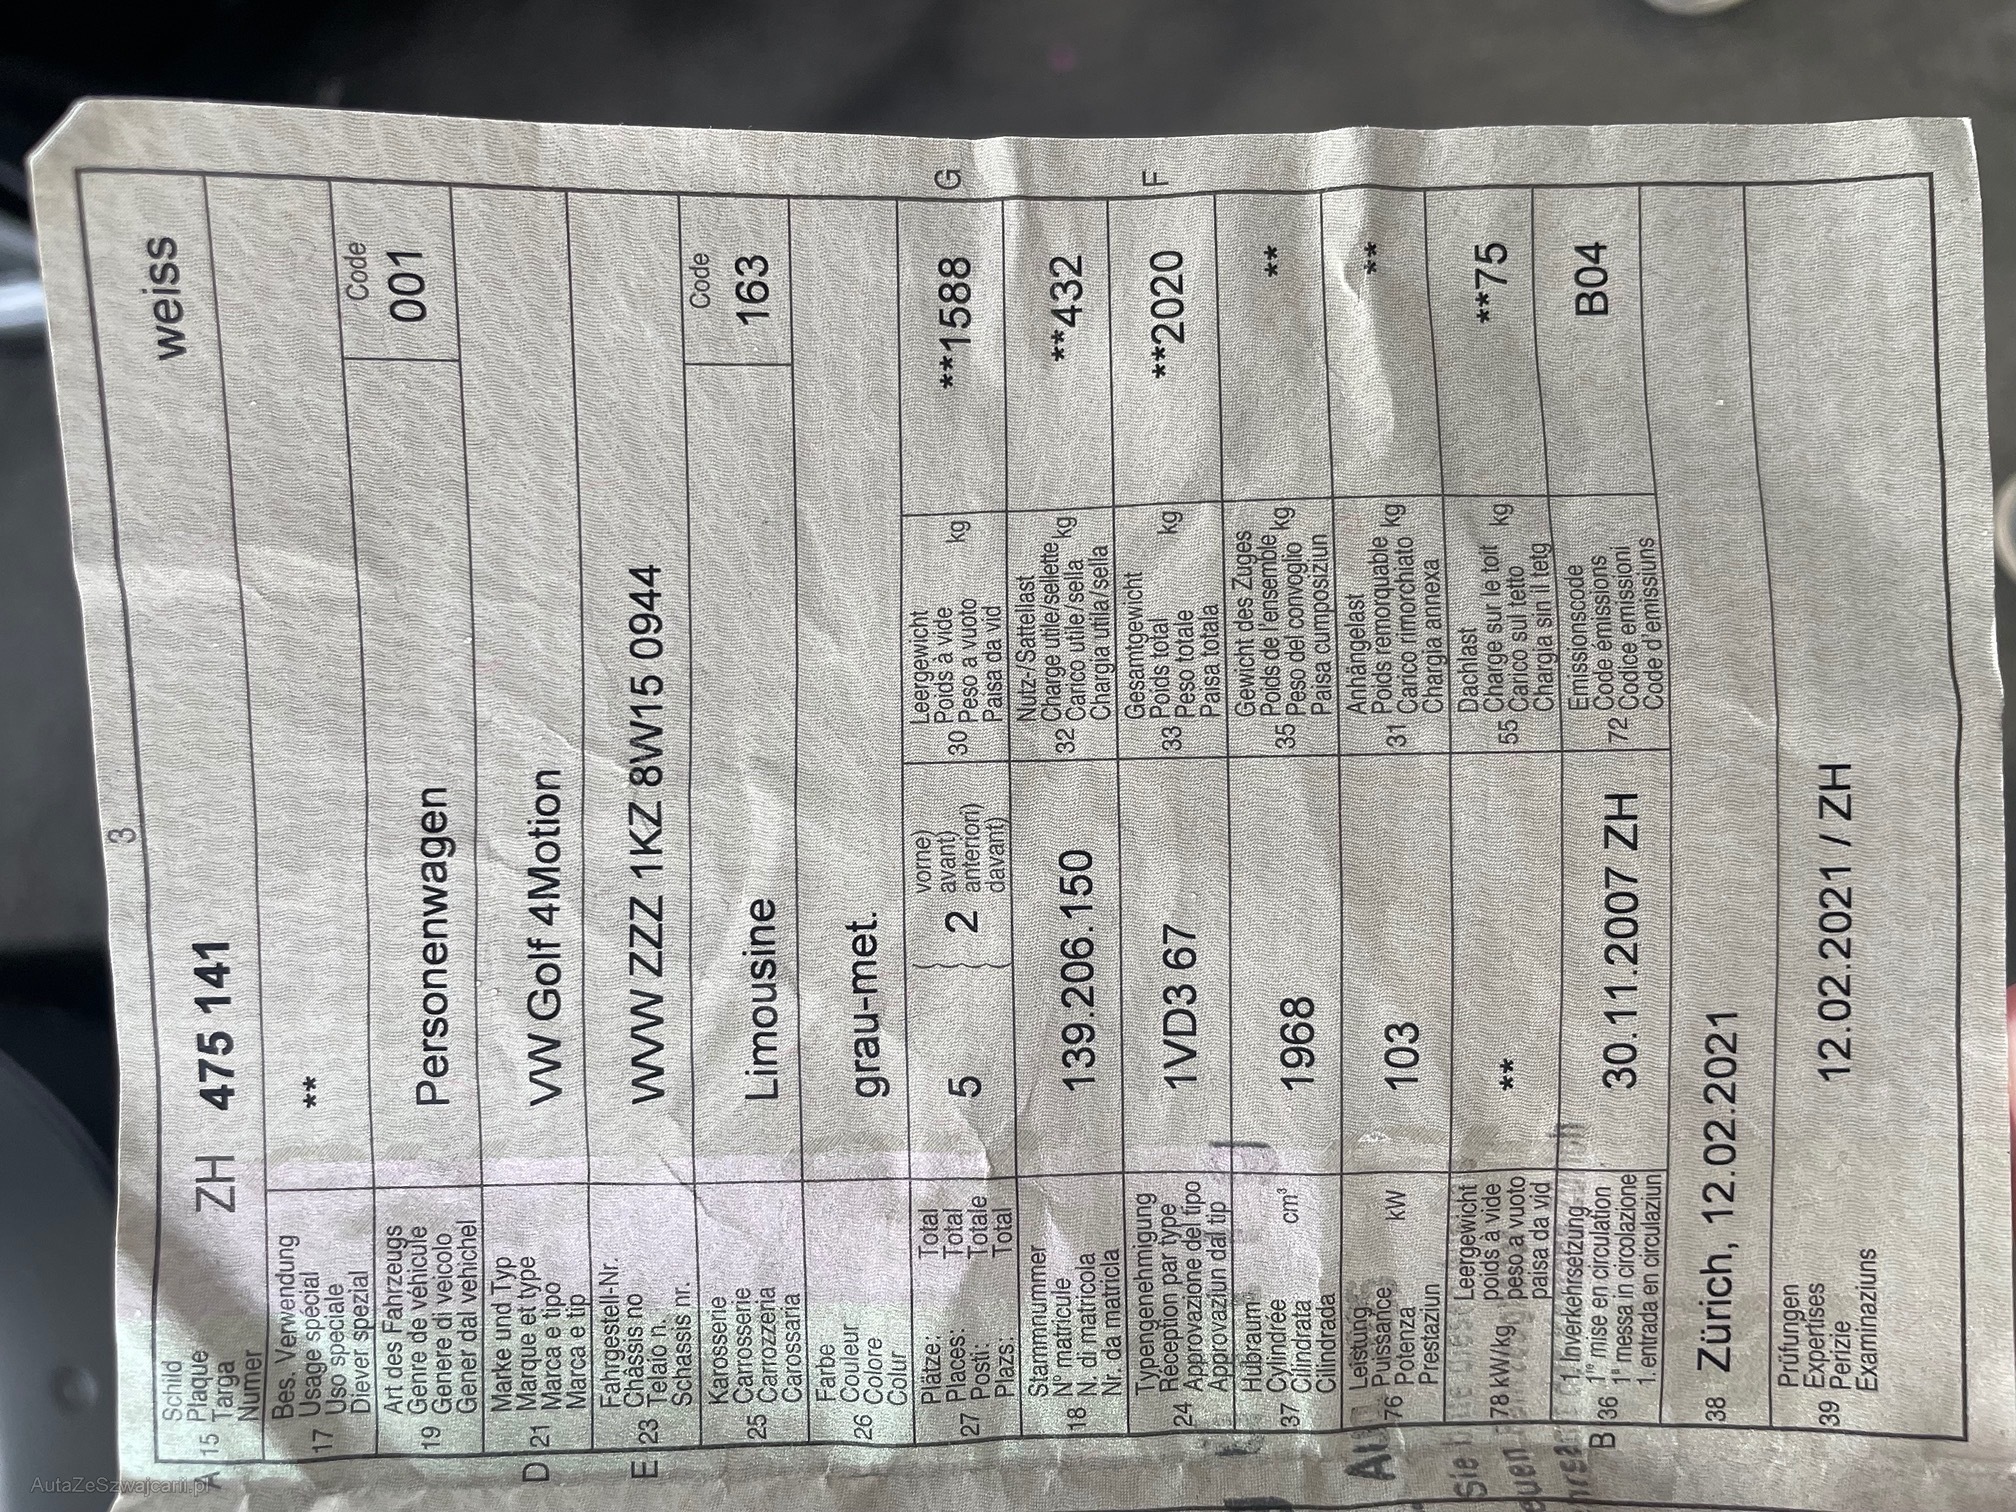 3
Schild
A 15 Plaque
Targa
Numer
ZH 475 141
weiss
Bes. Verwendung
17 Usage spécial
Uso speciale
Diever spezial
**
Art des Fahrzeugs
19 Genre de véhicule
Genere di veicolo
Gener dal vehichel
Personenwagen
Code
001
Marke und Typ
D 21 Marque et type
Marca e tipo
Marca e tip
VW Golf 4Motion
Fahrgestell-Nr.
E 23 Châssis no
Telaio n.
Schassis nr.
WVW ZZZ 1KZ 8W15 0944
Karosserie
25 Carrosserie
Carrozzeria
Carrossaria
Limousine
Code
163
Farbe
26 Couleur
Colore
Colur
grau-met.
Plätze: Total
27 Places: Total
Posti: Totale
Plazs: Total
5
2
vorne)
avant)
anteriori)
davant)
Leergewicht
30 Poids à vide
Peso a vuoto kg
Paisa da vid
**1588
G
Stammnummer
18 N° matricule
N. di matricola
Nr. da matricla
139.206.150
Nutz-/Sattellast
32 Charge utile/sellette
Carico utile/sella kg
Chargia utila/sella
**432
Typengenehmigung
24 Réception par type
Approvazione del tipo
Approvaziun dal tip
1VD3 67
Gesamtgewicht
33 Poids total kg
Peso totale
Paisa totala
**2020
F
Hubraum
37 Cylindrée cm³
Cilindrata
Cilindrada
1968
Gewicht des Zuges
35 Poids de l'ensemble kg
Peso del convoglio
Paisa cumposiziun
**
Leistung
76 Puissance kW
Potenza
Prestaziun
103
Anhängelast
31 Poids remorquable kg
Carico rimorchiato
Chargia annexa
**
78 kW/kg
Leergewicht
poids à vide
peso a vuoto
paisa da vid
**
Dachlast
55 Charge sur le toit kg
Carico sul tetto
Chargia sin il tetg
**75
B 36 1. Inverkehrsetzung
1re mise en circulation
1a messa in circolazione
1. entrada en circulaziun
30.11.2007 ZH
Emissionscode
72 Code émissions
Codice emissioni
Code d'emissiuns
B04
38 Zürich, 12.02.2021
Prüfungen
39 Expertises
Perizie
Examinaziuns
12.02.2021 / ZH
AutaZeSzwajcarii.pl